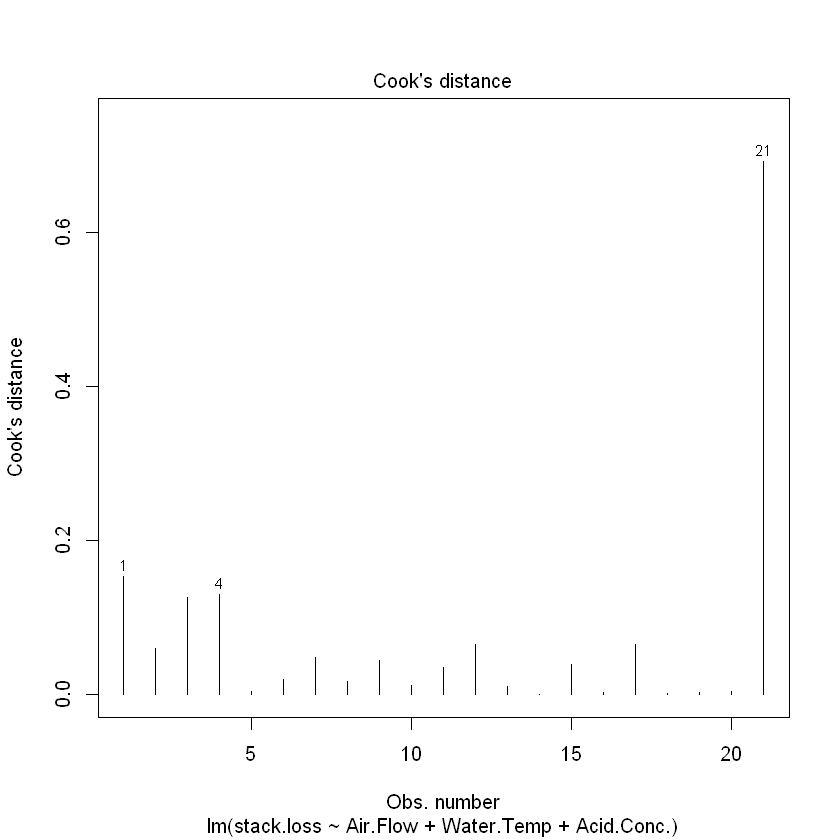 Cook's distance
21
0.6
0.4
Cook's distance
0.2
1
4
0.0
5 10 15 20
Obs. number
lm(stack.loss ~ Air.Flow + Water.Temp + Acid.Conc.)